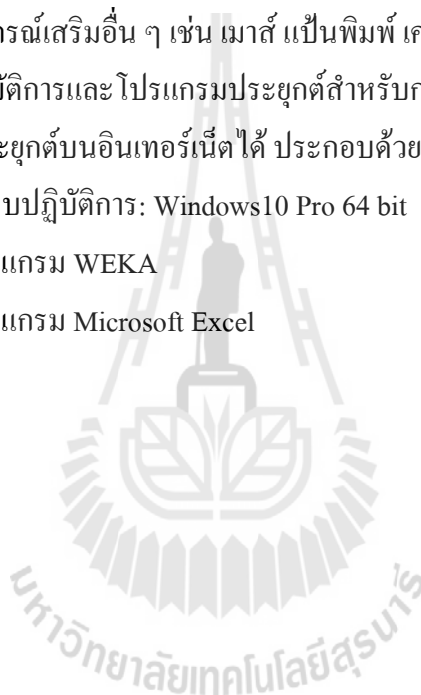 รณ์เสริมอื่น ๆ เช่น เมาส์ แป้นพิมพ์ เค
บัติการและโปรแกรมประยุกต์สำหรับก
ะยุกต์บนอินเทอร์เน็ตได้ ประกอบด้วย
บบปฏิบัติการ: Windows10 Pro 64 bit
แกรม WEKA
แกรม Microsoft Excel
มหาวิทยาลัยเทคโนโลยีสุรนารี